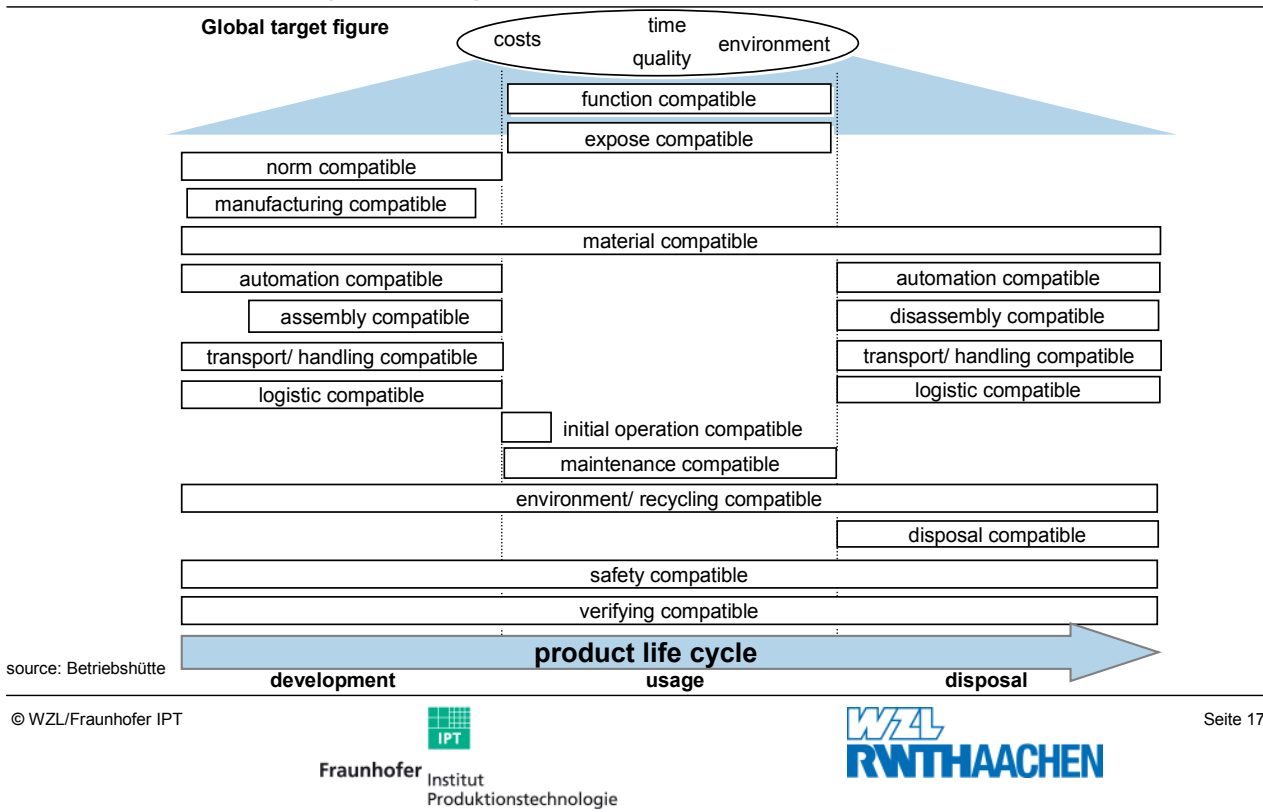 Global target figure
costs
time
quality
environment
function compatible
expose compatible
norm compatible
manufacturing compatible
material compatible
automation compatible
automation compatible
assembly compatible
disassembly compatible
transport/ handling compatible
transport/ handling compatible
logistic compatible
logistic compatible
initial operation compatible
maintenance compatible
environment/ recycling compatible
disposal compatible
safety compatible
verifying compatible
product life cycle
source: Betriebshütte
development
usage
disposal
© WZL/Fraunhofer IPT
Seite 17
IPT
Fraunhofer Institut
Produktionstechnologie
WZL
RWTHAACHEN